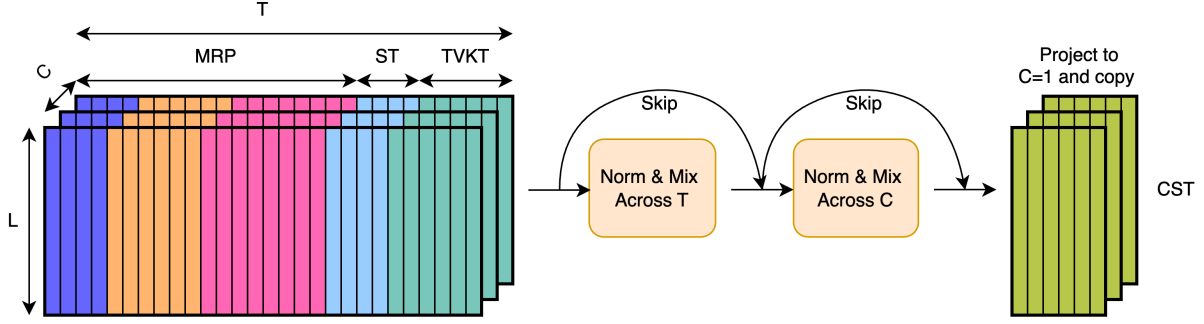 T
MRP
ST
TVKT
C
L
Skip
Skip
Norm & Mix
Across T
Norm & Mix
Across C
Project to
C=1 and copy
CST